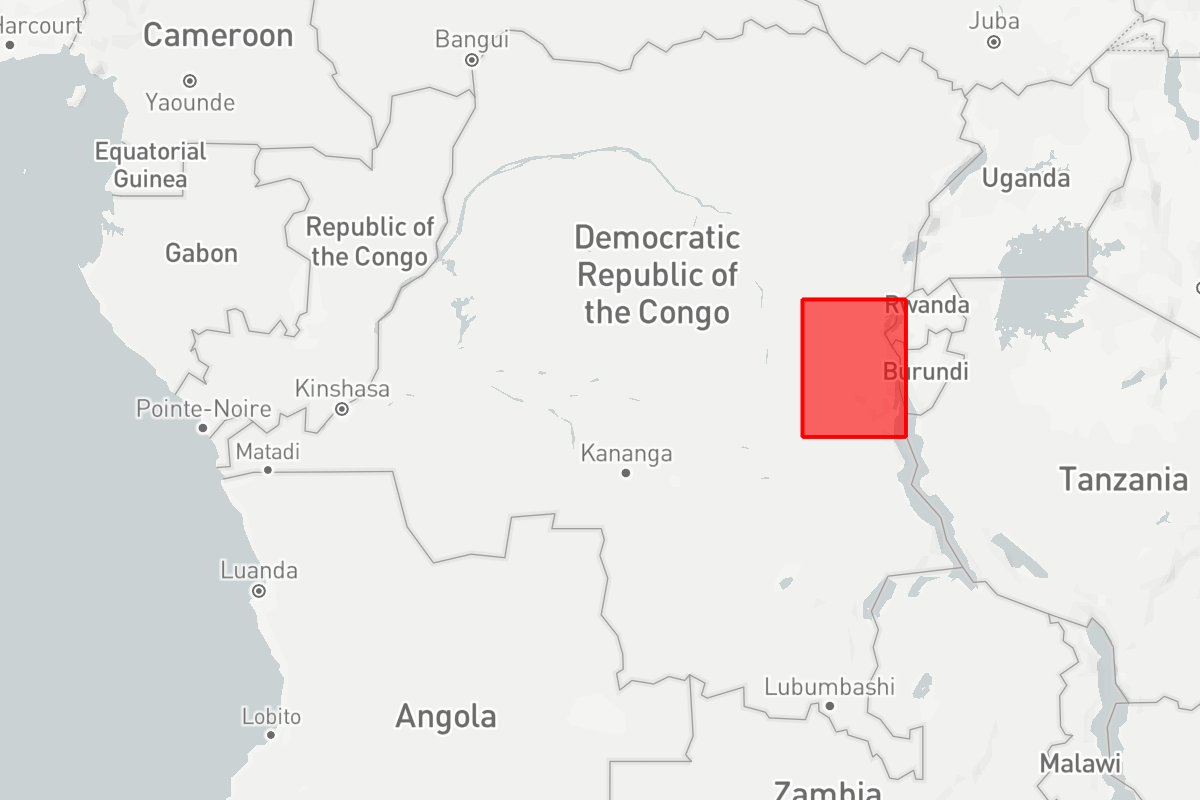 Harcourt
Cameroon
Bangui
Juba
Yaounde
Equatorial
Guinea
Uganda
Republic of
the Congo
Gabon
Democratic
Republic of
the Congo
Rwanda
Burundi
Kinshasa
Pointe-Noire
Matadi
Kananga
Tanzania
Luanda
Lubumbashi
Lobito
Angola
Malawi
Zambia